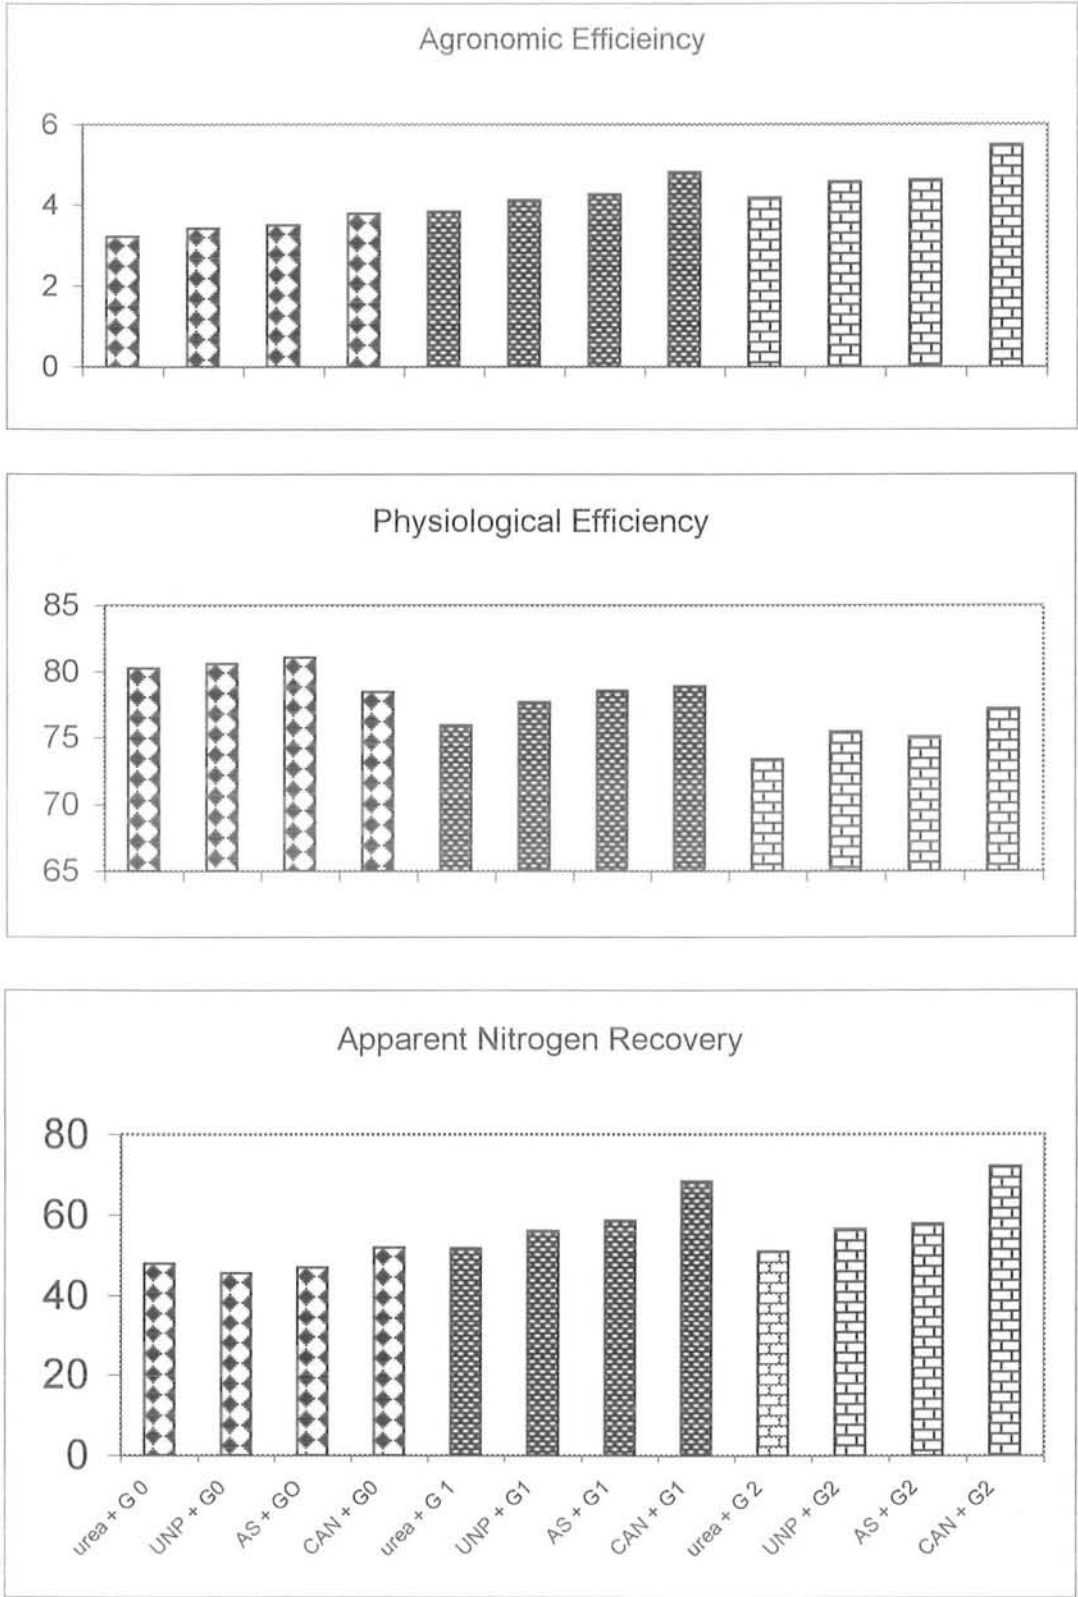 Agronomic Efficieincy
6
4
2
0
Physiological Efficiency
85
80
75
70
65
Apparent Nitrogen Recovery
80
60
40
20
0
urea + G 0
UNP + G0
AS + GO
CAN + G0
urea + G 1
UNP + G1
AS + G1
CAN + G1
urea + G 2
UNP + G2
AS + G2
CAN + G2